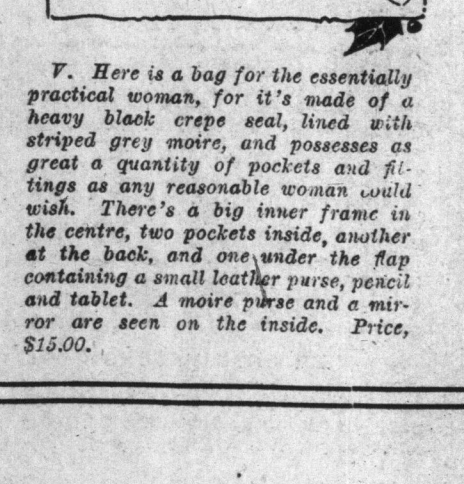 V. Here is a bag for the essentially
practical woman, for it's made of a
heavy black crepe seal, lined with
striped grey moire, and possesses as
great a quantity of pockets and fit-
tings as any reasonable woman could
wish. There's a big inner frame in
the centre, two pockets inside, another
at the back, and one under the flap
containing a small leather purse, pencil
and tablet. A moire purse and a mir-
ror are seen on the inside. Price,
$15.00.